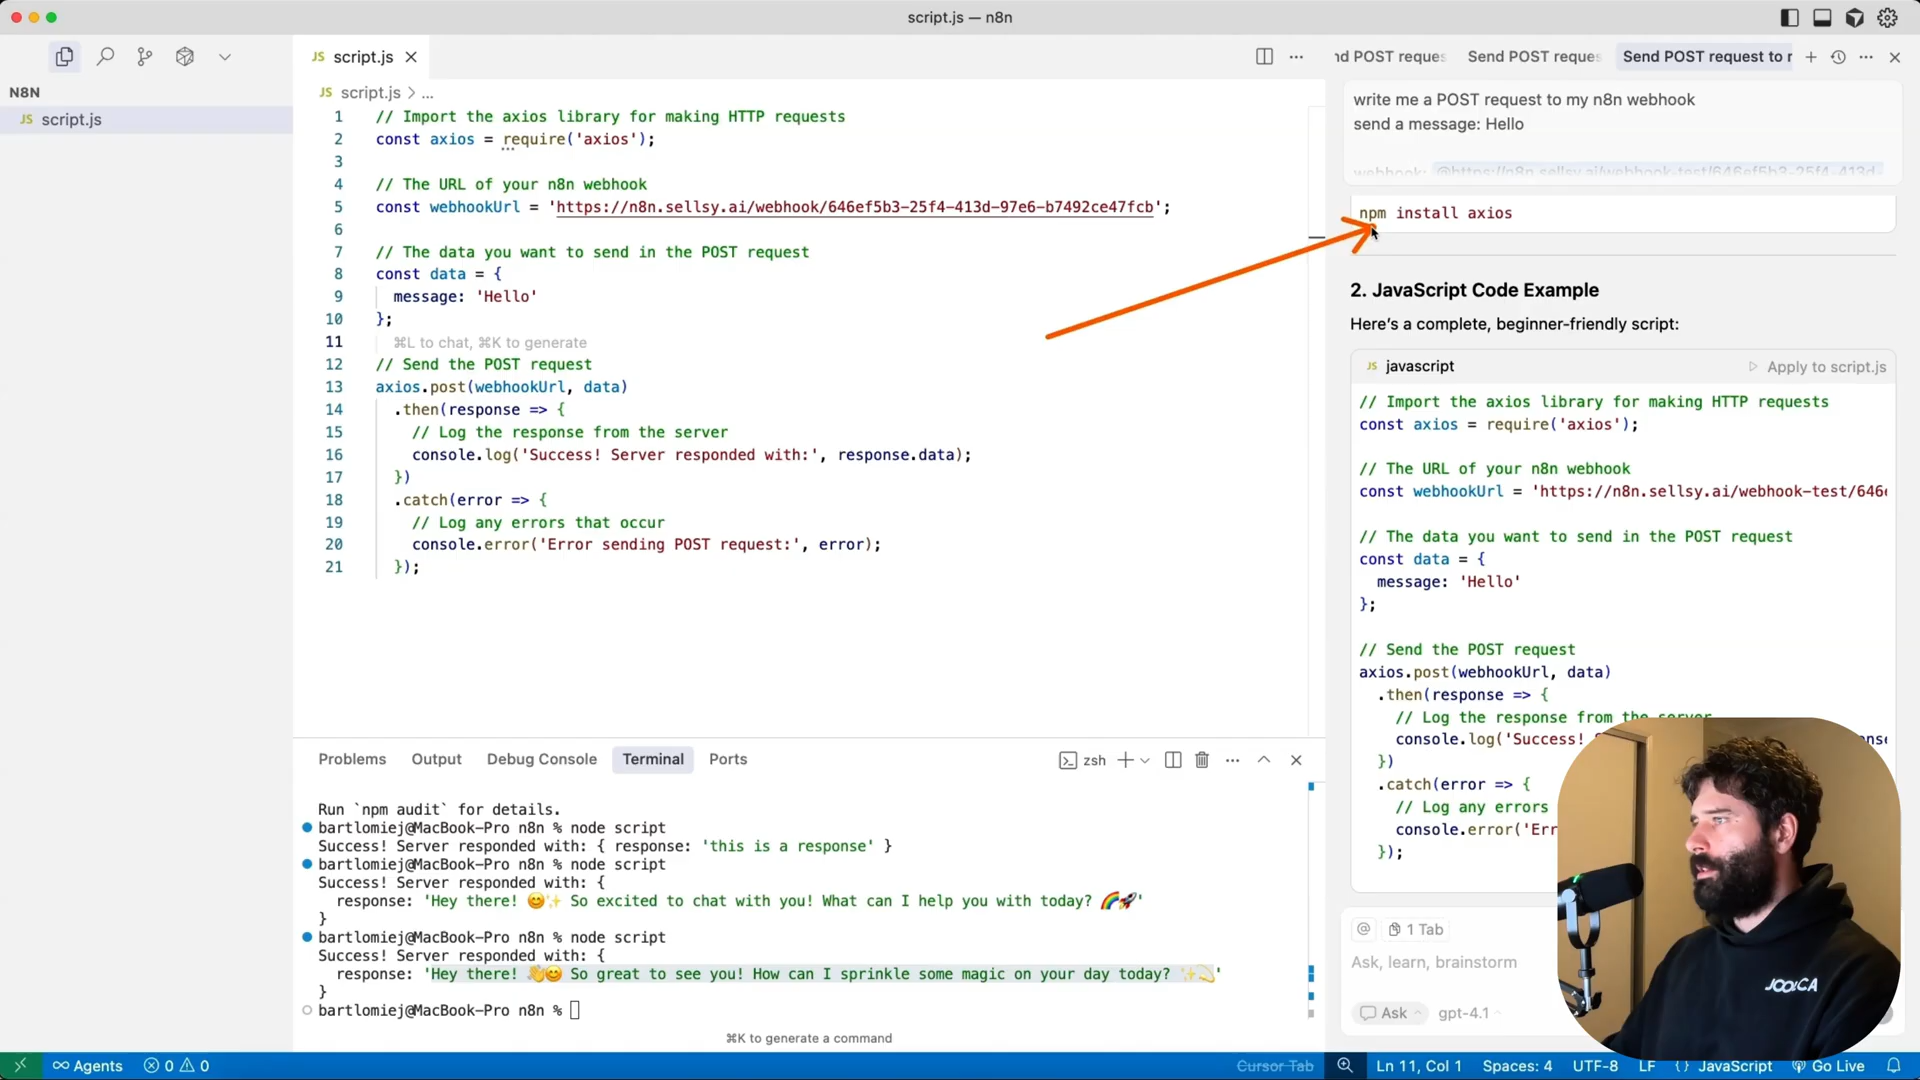 script.js — n8n
script.js
nd POST reques
Send POST reques
Send POST request to r
N8N
script.js
script.js > ...
1 // Import the axios library for making HTTP requests
2 const axios = require('axios');
3
4 // The URL of your n8n webhook
5 const webhookUrl = 'https://n8n.sellsy.ai/webhook/646ef5b3-25f4-413d-97e6-b7492ce47fcb';
6
7 // The data you want to send in the POST request
8 const data = {
9 message: 'Hello'
10 };
11 ⌘L to chat, ⌘K to generate
12 // Send the POST request
13 axios.post(webhookUrl, data)
14 .then(response => {
15 // Log the response from the server
16 console.log('Success! Server responded with:', response.data);
17 })
18 .catch(error => {
19 // Log any errors that occur
20 console.error('Error sending POST request:', error);
21 });
Problems Output Debug Console Terminal Ports
zsh
Run `npm audit` for details.
bartlomiej@MacBook-Pro n8n % node script
Success! Server responded with: { response: 'this is a response' }
bartlomiej@MacBook-Pro n8n % node script
Success! Server responded with: {
response: 'Hey there! 😊✨ So excited to chat with you! What can I help you with today? 🌈🚀'
}
bartlomiej@MacBook-Pro n8n % node script
Success! Server responded with: {
response: 'Hey there! 👋😊 So great to see you! How can I sprinkle some magic on your day today? ✨💫'
}
bartlomiej@MacBook-Pro n8n %
⌘K to generate a command
write me a POST request to my n8n webhook
send a message: Hello
webhook: @https://n8n.sellsy.ai/webhook-test/646ef5b3-25f4-413d-
npm install axios
2. JavaScript Code Example
Here's a complete, beginner-friendly script:
JS javascript
Apply to script.js
// Import the axios library for making HTTP requests
const axios = require('axios');
// The URL of your n8n webhook
const webhookUrl = 'https://n8n.sellsy.ai/webhook-test/646
// The data you want to send in the POST request
const data = {
message: 'Hello'
};
// Send the POST request
axios.post(webhookUrl, data)
.then(response => {
// Log the response from the server
console.log('Success!
})
.catch(error => {
// Log any errors
console.error('Err
});
@ 1 Tab
Ask, learn, brainstorm
Ask gpt-4.1
JOOLCA
Agents 0 0
Cursor Tab
Ln 11, Col 1
Spaces: 4
UTF-8
LF
{} JavaScript
Go Live